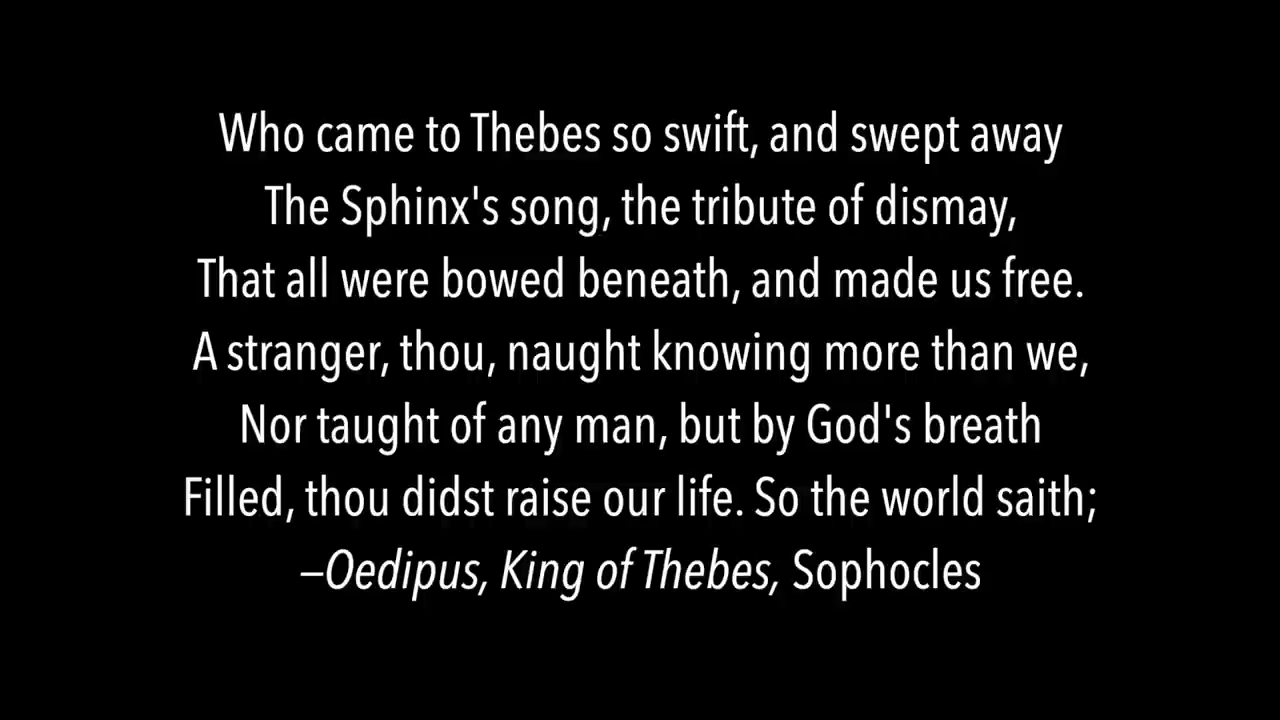 Who came to Thebes so swift, and swept away
The Sphinx's song, the tribute of dismay,
That all were bowed beneath, and made us free.
A stranger, thou, naught knowing more than we,
Nor taught of any man, but by God's breath
Filled, thou didst raise our life. So the world saith;
—Oedipus, King of Thebes, Sophocles